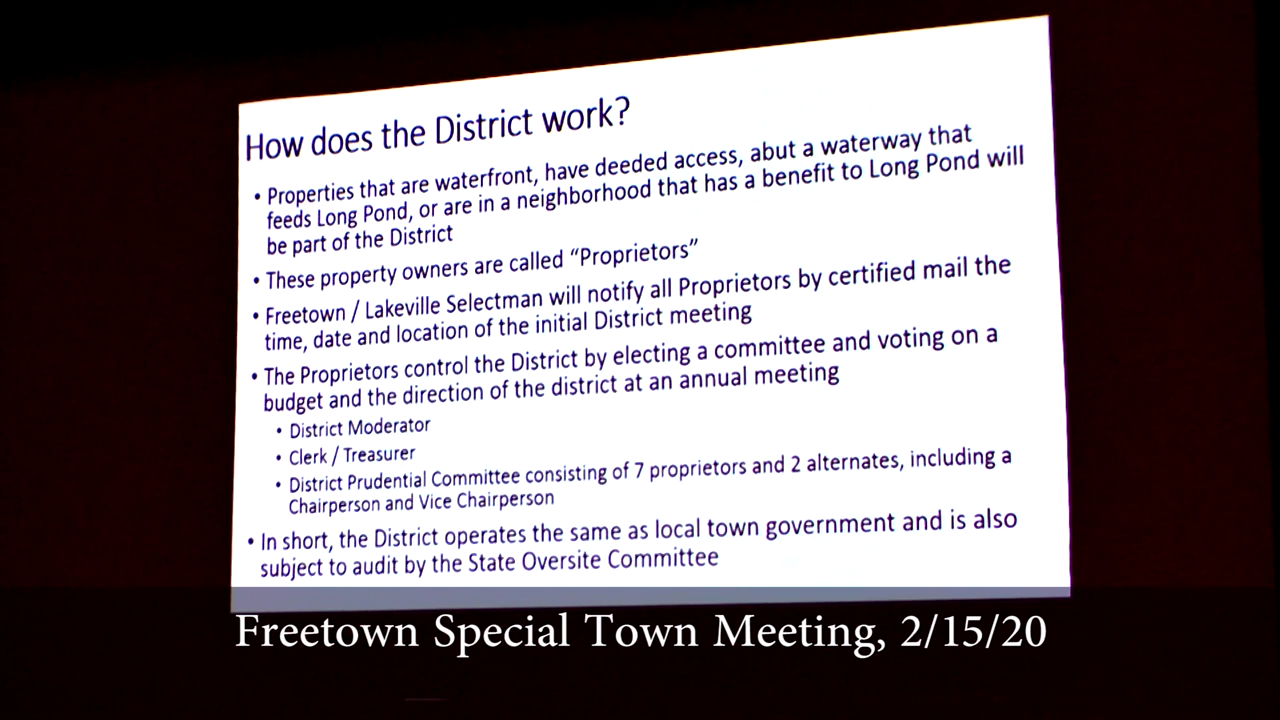 How does the District work?
• Properties that are waterfront, have deeded access, abut a waterway that
feeds Long Pond, or are in a neighborhood that has a benefit to Long Pond will
be part of the District
• These property owners are called “Proprietors”
• Freetown / Lakeville Selectman will notify all Proprietors by certified mail the
time, date and location of the initial District meeting
• The Proprietors control the District by electing a committee and voting on a
budget and the direction of the district at an annual meeting
• District Moderator
• Clerk / Treasurer
• District Prudential Committee consisting of 7 proprietors and 2 alternates, including a
Chairperson and Vice Chairperson
• In short, the District operates the same as local town government and is also
subject to audit by the State Oversite Committee
Freetown Special Town Meeting, 2/15/20